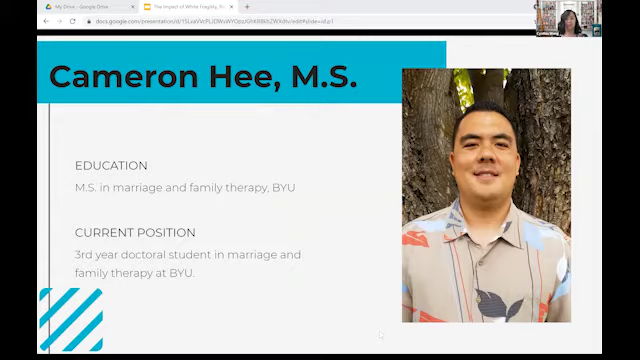 My Drive - Google Drive
The Impact of White Fragility, Pri
Cameron Hee, M.S.
EDUCATION
M.S. in marriage and family therapy, BYU
CURRENT POSITION
3rd year doctoral student in marriage and
family therapy at BYU.